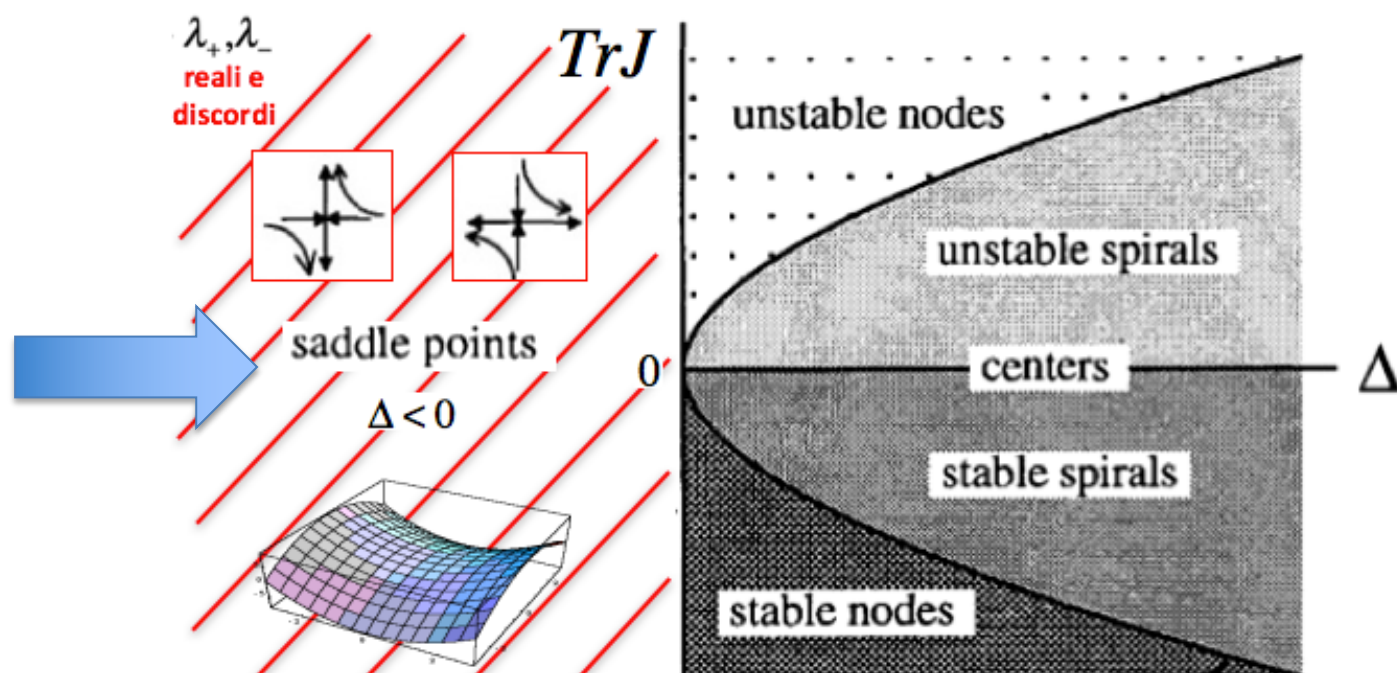 λ₊,λ₋
reali e
discordi
TrJ
unstable nodes
unstable spirals
saddle points
0
centers
Δ
Δ < 0
stable spirals
stable nodes